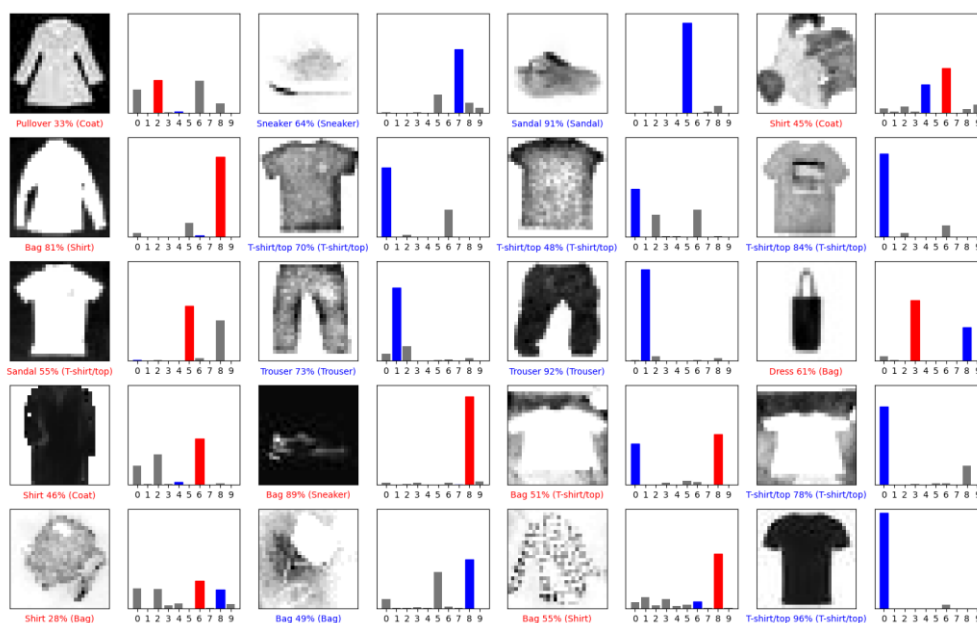 0 1 2 3 4 5 6 7 8 9 0 1 2 3 4 5 6 7 8 9 0 1 2 3 4 5 6 7 8 9 0 1 2 3 4 5 6 7 8 9
Pullover 33% (Coat) Sneaker 64% (Sneaker) Sandal 91% (Sandal) Shirt 45% (Coat)
0 1 2 3 4 5 6 7 8 9 0 1 2 3 4 5 6 7 8 9 0 1 2 3 4 5 6 7 8 9 0 1 2 3 4 5 6 7 8 9
Bag 81% (Shirt) T-shirt/top 70% (T-shirt/top) T-shirt/top 48% (T-shirt/top) T-shirt/top 84% (T-shirt/top)
0 1 2 3 4 5 6 7 8 9 0 1 2 3 4 5 6 7 8 9 0 1 2 3 4 5 6 7 8 9 0 1 2 3 4 5 6 7 8 9
Sandal 55% (T-shirt/top) Trouser 73% (Trouser) Trouser 92% (Trouser) Dress 61% (Bag)
0 1 2 3 4 5 6 7 8 9 0 1 2 3 4 5 6 7 8 9 0 1 2 3 4 5 6 7 8 9 0 1 2 3 4 5 6 7 8 9
Shirt 46% (Coat) Bag 89% (Sneaker) Bag 51% (T-shirt/top) T-shirt/top 78% (T-shirt/top)
0 1 2 3 4 5 6 7 8 9 0 1 2 3 4 5 6 7 8 9 0 1 2 3 4 5 6 7 8 9 0 1 2 3 4 5 6 7 8 9
Shirt 28% (Bag) Bag 49% (Bag) Bag 55% (Shirt) T-shirt/top 96% (T-shirt/top)